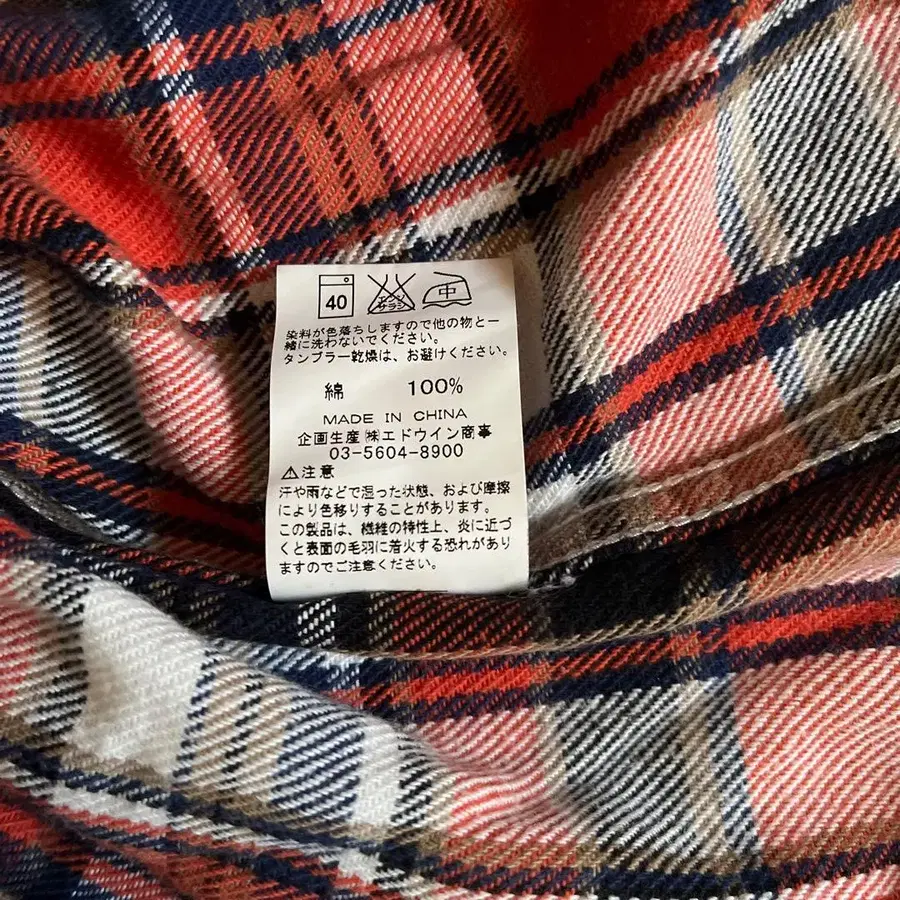 40 エンソ サラシ 中
染料が色落ちしますので他の物と一
緒に洗わないでください。
タンブラー乾燥は、お避けください。
綿 100%
MADE IN CHINA
企画生産㈱エドウイン商事
03-5604-8900
⚠注意
汗や雨などで湿った状態、および摩擦
により色移りすることがあります。
この製品は、繊維の特性上、炎に近づ
くと表面の毛羽に着火する恐れがあり
ますのでご注意ください。